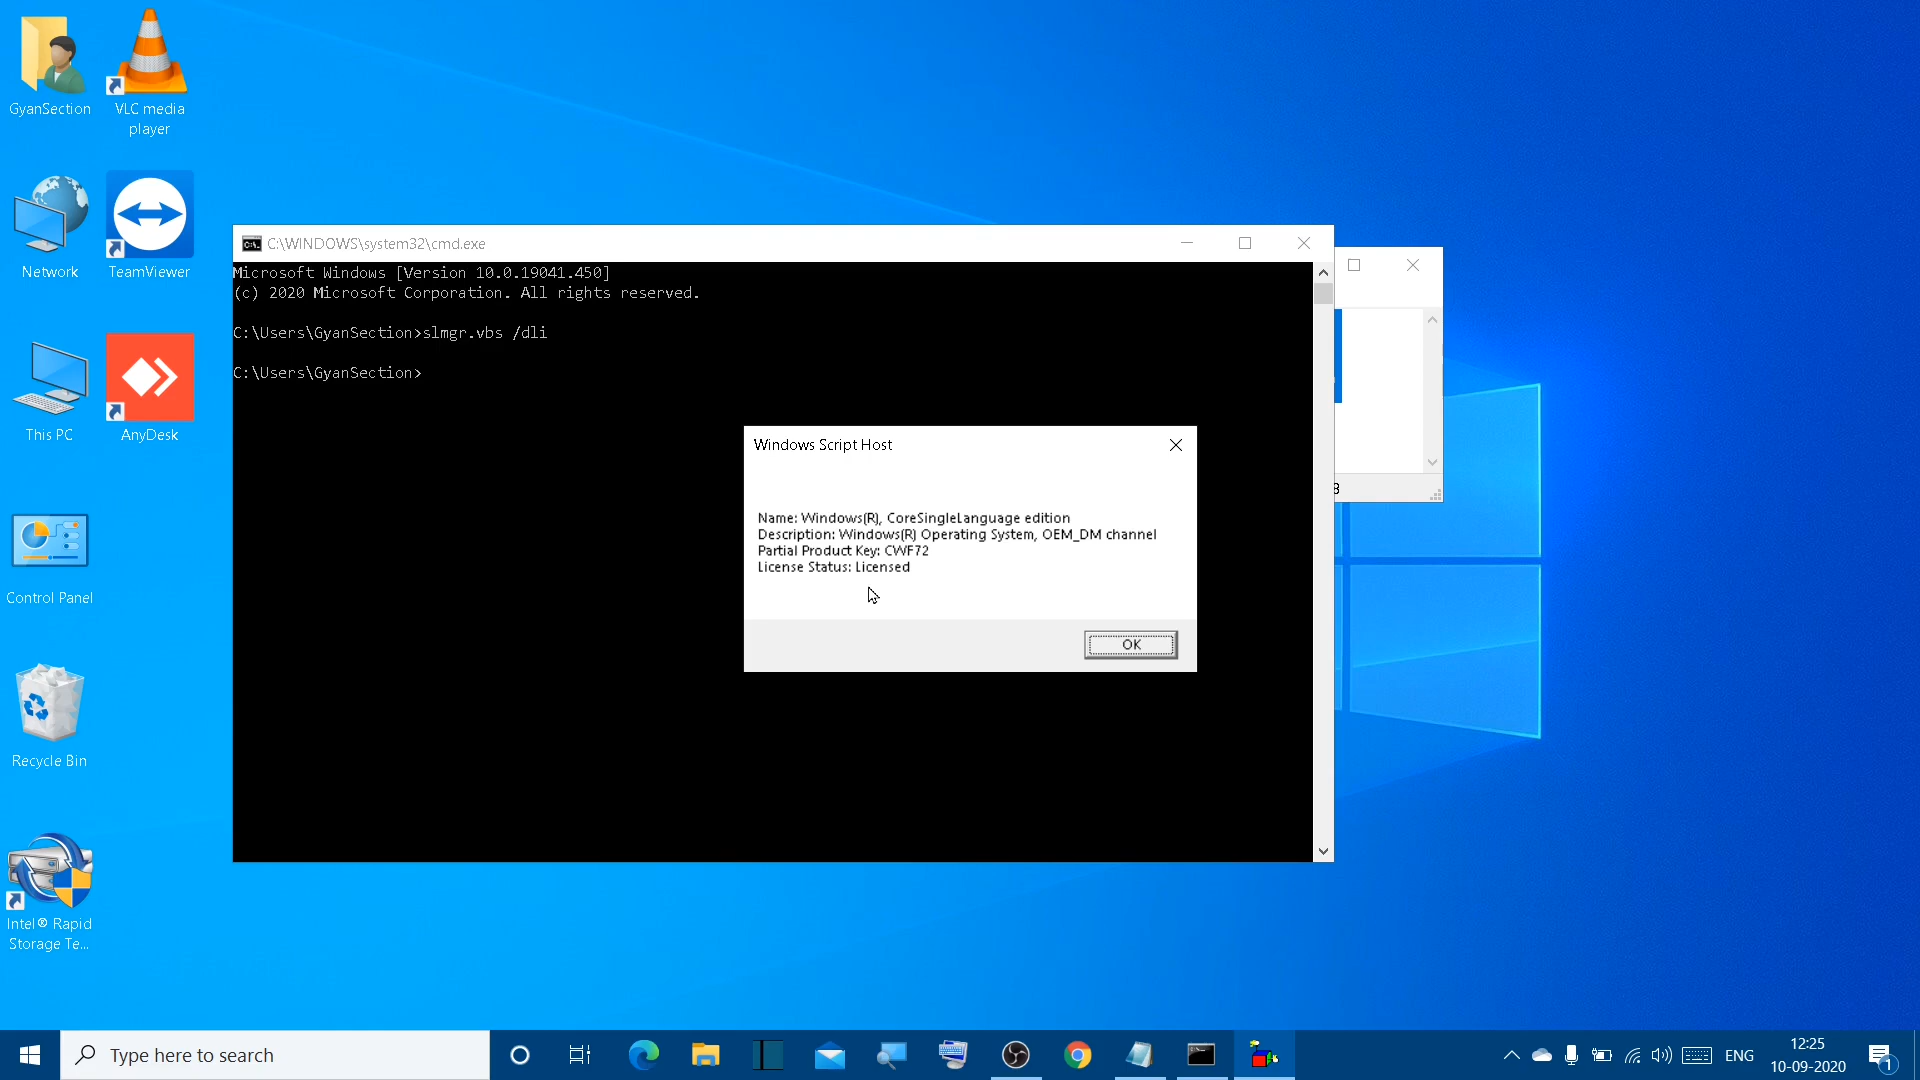 GyanSection
VLC media
player
Network
TeamViewer
This PC
AnyDesk
Control Panel
Recycle Bin
Intel® Rapid
Storage Te...
C:\WINDOWS\system32\cmd.exe
Microsoft Windows [Version 10.0.19041.450]
(c) 2020 Microsoft Corporation. All rights reserved.
C:\Users\GyanSection>slmgr.vbs /dli
C:\Users\GyanSection>
Windows Script Host
Name: Windows(R), CoreSingleLanguage edition
Description: Windows(R) Operating System, OEM_DM channel
Partial Product Key: CWF72
License Status: Licensed
OK
Type here to search
ENG
12:25
10-09-2020
1